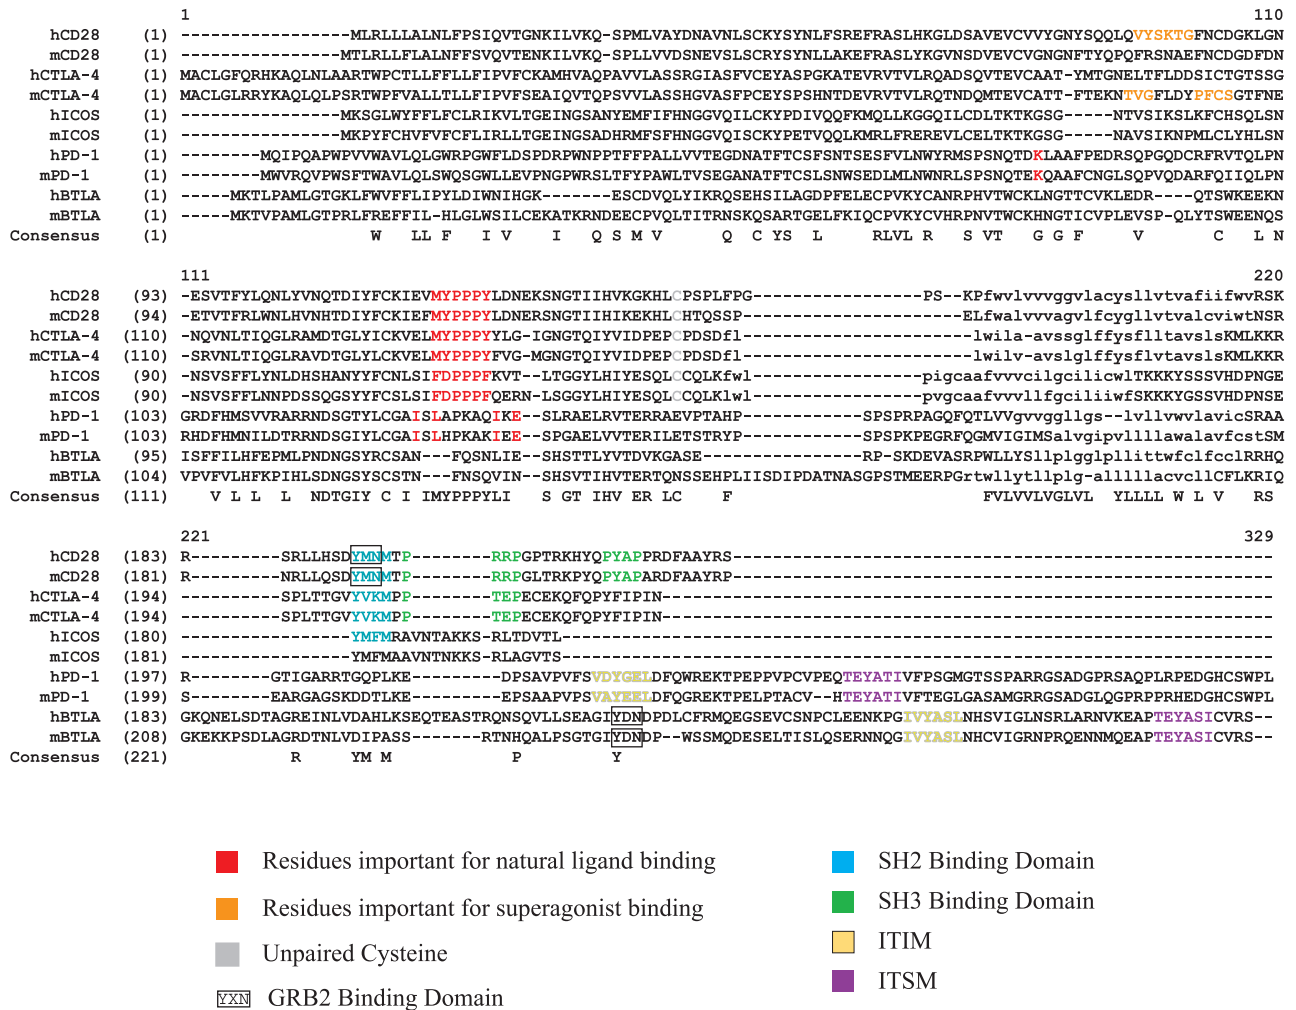 1 110
hCD28 (1) -----------------MLRLLLALNLFPSIQVTGNKILVKQ-SPMLVAYDNAVNLSCKYSYNLFSREFRASLHKGLDSAVEVCVVYGNYSQQLQVYSKTGFNCDGKLGN
mCD28 (1) ----------------MTLRLLFLALNFFSVQVTENKILVKQ-SPLLVVDSNEVSLSCRYSYNLLAKEFRASLYKGVNSDVEVCVGNGNFTYQPQFRSNAEFNCDGDFDN
hCTLA-4 (1) MACLGFQRHKAQLNLAARTWPCTLLFFLLFIPVFCKAMHVAQPAVVLASSRGIASFVCEYASPGKATEVRVTVLRQADSQVTEVCAAT-YMTGNELTFLDDSICTGTSSG
mCTLA-4 (1) MACLGLRRYKAQLQLPSRTWPFVALLTLLFIPVFSEAIQVTQPSVVLASSHGVASFPCEYSPSHNTDEVRVTVLRQTNDQMTEVCATT-FTEKNTVGFLDYPFCSGTFNE
hICOS (1) ----------------MKSGLWYFFLFCLRIKVLTGEINGSANYEMFIFHNGGVQILCKYPDIVQQFKMQLLKGGQILCDLTKTKGSG---NTVSIKSLKFCHSQLSN
mICOS (1) ----------------MKPYFCHVFVFCFLIRLLTGEINGSADHRMFSFHNGGVQISCKYPETVQQLKMRLFREREVLCELTKTKGSG---NAVSIKNPMLCLYHLSN
hPD-1 (1) --------MQIPQAPWPVVWAVLQLGWRPGWFLDSPDRPWNPPTFFPALLVVTEGDNATFTCSFSNTSESFVLNWYRMSPSNQTDKLAAFPEDRSQPGQDCRFRVTQLPN
mPD-1 (1) --------MWVRQVPWSFTWAVLQLSWQSGWLLEVPNGPWRSLTFYPAWLTVSEGANATFTCSLSNWSEDLMLNWNRLSPSNQTEKQAAFCNGLSQPVQDARFQIIQLPN
hBTLA (1) -----MKTLPAMLGTGKLFWVFFLIPYLDIWNIHGK-------ESCDVQLYIKRQSEHSILAGDPFELECPVKYCANRPHVTWCKLNGTTCVKLEDR--QTSWKEEKN
mBTLA (1) -----MKTVPAMLGTPRLFREFFIL-HLGLWSILCEKATKRNDEECPVQLTITRNSKQSARTGELFKIQCPVKYCVHRPNVTWCKHNGTICVPLEVSP-QLYTSWEENQS
Consensus (1) W LL F I V I Q S M V Q C YS L RLVL R S VT G G F V C L N
111 220
hCD28 (93) -ESVTFYLQNLYVNQTDIYFCKIEVMYPPPYLDNEKSNGTIIHVKGKHLCPSPLFPG-----------------PS--KPfwvlvvvggvlacysllvtvafiifwvRSK
mCD28 (94) -ETVTFRLWNLHVNHTDIYFCKIEFMYPPPYLDNERSNGTIIHIKEKHLCHTQSSP-----------------------ELfwalvvvagvlfcygllvtvalcviwtNSR
hCTLA-4 (110) -NQVNLTIQGLRAMDTGLYICKVELMYPPPYYLG-IGNGTQIYVIDPEPCPDSDfl-----------------------lwila-avssglffysflltavslsKMLKKR
mCTLA-4 (110) -SRVNLTIQGLRAVDTGLYLCKVELMYPPPYFVG-MGNGTQIYVIDPEPCPDSDfl-----------------------lwilv-avslglffysflvtavslsKMLKKR
hICOS (90) -NSVSFFLYNLDHSHANYYFCNLSIFDPPPFKVT--LTGGYLHIYESQLCCQLKfwl-----------------pigcaafvvvcilgcilicwlTKKKYSSSVHDPNGE
mICOS (90) -NSVSFFLNNPDSSQGSYYFCSLSIFDPPPFQERN-LSGGYLHIYESQLCCQLKlwl-----------------pvgcaafvvvllfgciliiwfSKKKYGSSVHDPNSE
hPD-1 (103) GRDFHMSVVRARRNDSGTYLCGAISLAPKAQIKE--SLRAELRVTERRAEVPTAHP------------SPSPRPAGQFQTLVVgvvggllgs-lvllvwvlavicSRAA
mPD-1 (103) RHDFHMNILDTRRNDSGIYLCGAISLHPKAKIEE--SPGAELVVTERILETSTRYP------------SPSPKPEGRFQGMVIGIMSalvgipvllllawalavfcstSM
hBTLA (95) ISFFILHFEPMLPNDNGSYRCSAN---FQSNLIE--SHSTTLYVTDVKGASE----------------RP-SKDEVASRPWLLYSllplgglpllittwfclfcclRRHQ
mBTLA (104) VPVFVLHFKPIHLSDNGSYSCSTN---FNSQVIN--SHSVTIHVTERTQNSSEHPLIISDIPDATNASGPSTMEERPGrtwllytllplg-allllllacvcllCFLKRIQ
Consensus (111) V L L L NDTGIY C I IMYPPPYLI S GT IHV ER LC F FVLVVLVGLVL YLLLL W L V RS
221 329
hCD28 (183) R---------SRLLHSDYMNMTP--------RRPGPTRKHYQPYAPPRDFAAYRS------------------------------------------------------
mCD28 (181) R---------NRLLQSDYMNMTP--------RRPGLTRKPYQPYAPARDFAAYRP------------------------------------------------------
hCTLA-4 (194) ----------SPLTTGVYVKMPP--------TEPECEKQFQPYFIPIN-------------------------------------------------------------
mCTLA-4 (194) ----------SPLTTGVYVKMPP--------TEPECEKQFQPYFIPIN-------------------------------------------------------------
hICOS (180) -----------------YMFMRAVNTAKKS-RLTDVTL-----------------------------------------------------------------------
mICOS (181) -----------------YMFMAAVNTNKKS-RLAGVTS-----------------------------------------------------------------------
hPD-1 (197) R--------GTIGARRTGQPLKE--------DPSAVPVFSVDYGELDFQWREKTPEPPVPCVPEQTEYATIVFPSGMGTSSPARRGSADGPRSAQPLRPEDGHCSWPL
mPD-1 (199) S--------EARGAGSKDDTLKE--------EPSAAPVPSVAYEELDFQGREKTPELPTACV--HTEYATIVFTEGLGASAMGRRGSADGLQGPRPPRHEDGHCSWPL
hBTLA (183) GKQNELSDTAGREINLVDAHLKSEQTEASTRQNSQVLLSEAGIYDNDPDLCFRMQEGSEVCSNPCLEENKPGIVYASLNHSVIGLNSRLARNVKEAPTEYASICVRS--
mBTLA (208) GKEKKPSDLAGRDTNLVDIPASS------RTNHQALPSGTGIYDNDP--WSSMQDESELTISLQSERNNQGIVYASLNHCVIGRNPRQENNMQEAPTEYASICVRS--
Consensus (221) R YM M P Y
Residues important for natural ligand binding
Residues important for superagonist binding
Unpaired Cysteine
YXN GRB2 Binding Domain
SH2 Binding Domain
SH3 Binding Domain
ITIM
ITSM